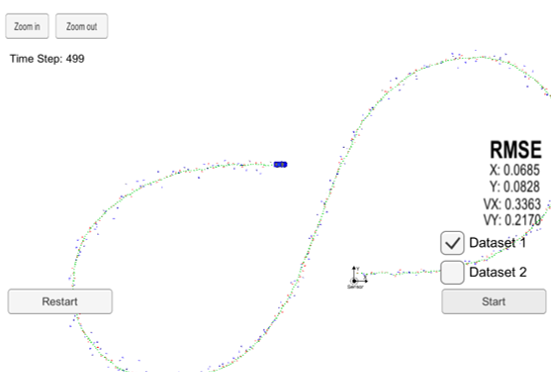 Zoom in
Zoom out
Time Step: 499
RMSE
X: 0.0685
Y: 0.0828
VX: 0.3363
VY: 0.2170
Dataset 1
Dataset 2
Sensor
Restart
Start